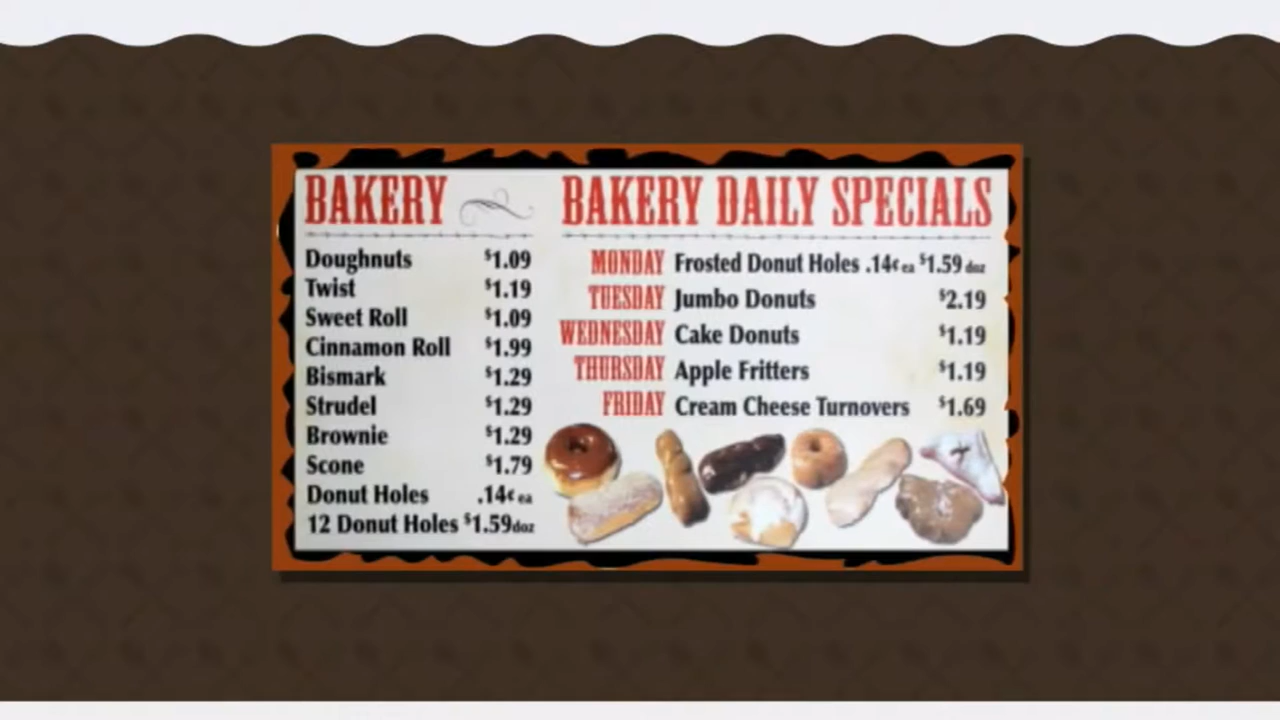 BAKERY
Doughnuts $1.09
Twist $1.19
Sweet Roll $1.09
Cinnamon Roll $1.99
Bismark $1.29
Strudel $1.29
Brownie $1.29
Scone $1.79
Donut Holes .14¢ ea
12 Donut Holes $1.59 doz
BAKERY DAILY SPECIALS
MONDAY Frosted Donut Holes .14¢ ea $1.59 doz
TUESDAY Jumbo Donuts $2.19
WEDNESDAY Cake Donuts $1.19
THURSDAY Apple Fritters $1.19
FRIDAY Cream Cheese Turnovers $1.69